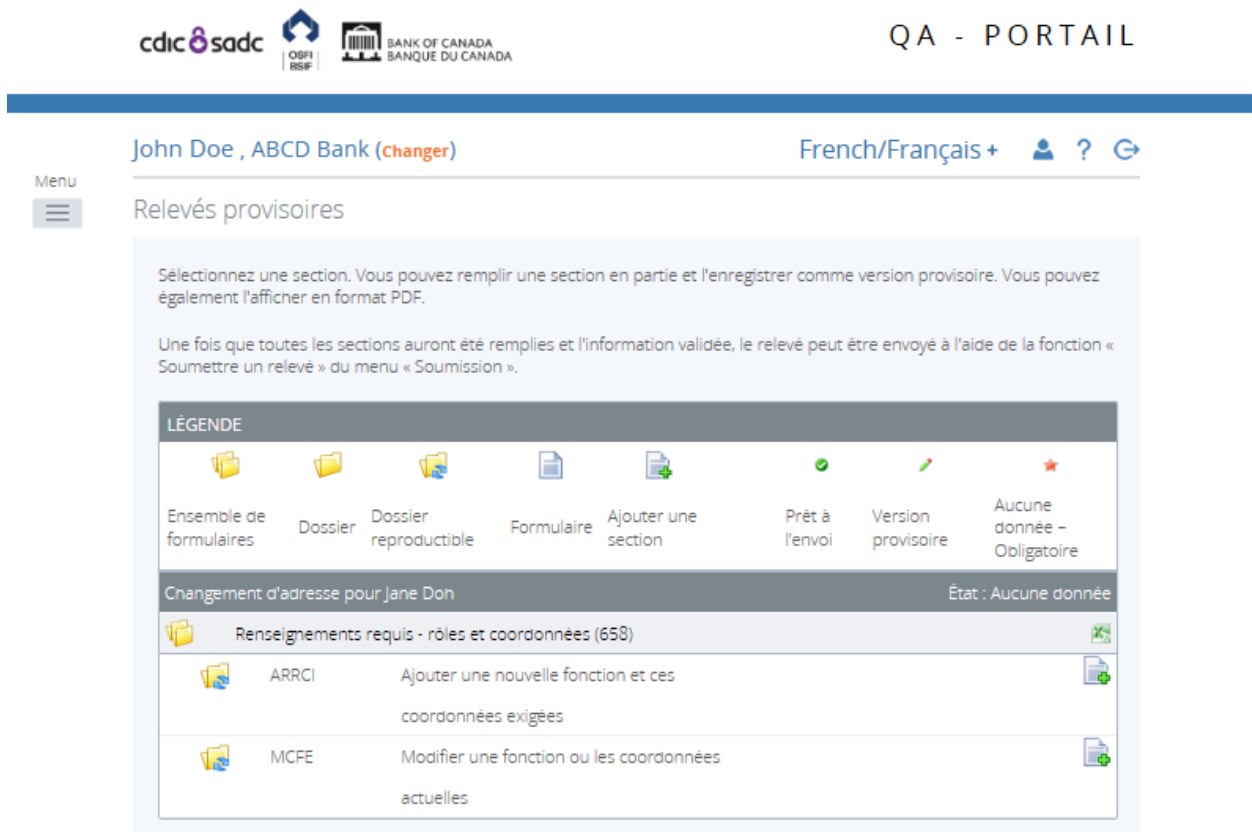 cdic sadc
OSFI
BSIF
BANK OF CANADA
BANQUE DU CANADA
QA - PORTAIL
John Doe , ABCD Bank (Changer)
French/Français +
?
Menu
Relevés provisoires
Sélectionnez une section. Vous pouvez remplir une section en partie et l'enregistrer comme version provisoire. Vous pouvez
également l'afficher en format PDF.
Une fois que toutes les sections auront été remplies et l'information validée, le relevé peut être envoyé à l'aide de la fonction «
Soumettre un relevé » du menu « Soumission ».
LÉGENDE
Ensemble de
formulaires
Dossier
Dossier
reproductible
Formulaire
Ajouter une
section
Prêt à
l'envoi
Version
provisoire
Aucune
donnée –
Obligatoire
Changement d'adresse pour Jane Doh
État : Aucune donnée
Renseignements requis - rôles et coordonnées (658)
ARRCI
Ajouter une nouvelle fonction et ces
coordonnées exigées
MCFE
Modifier une fonction ou les coordonnées
actuelles